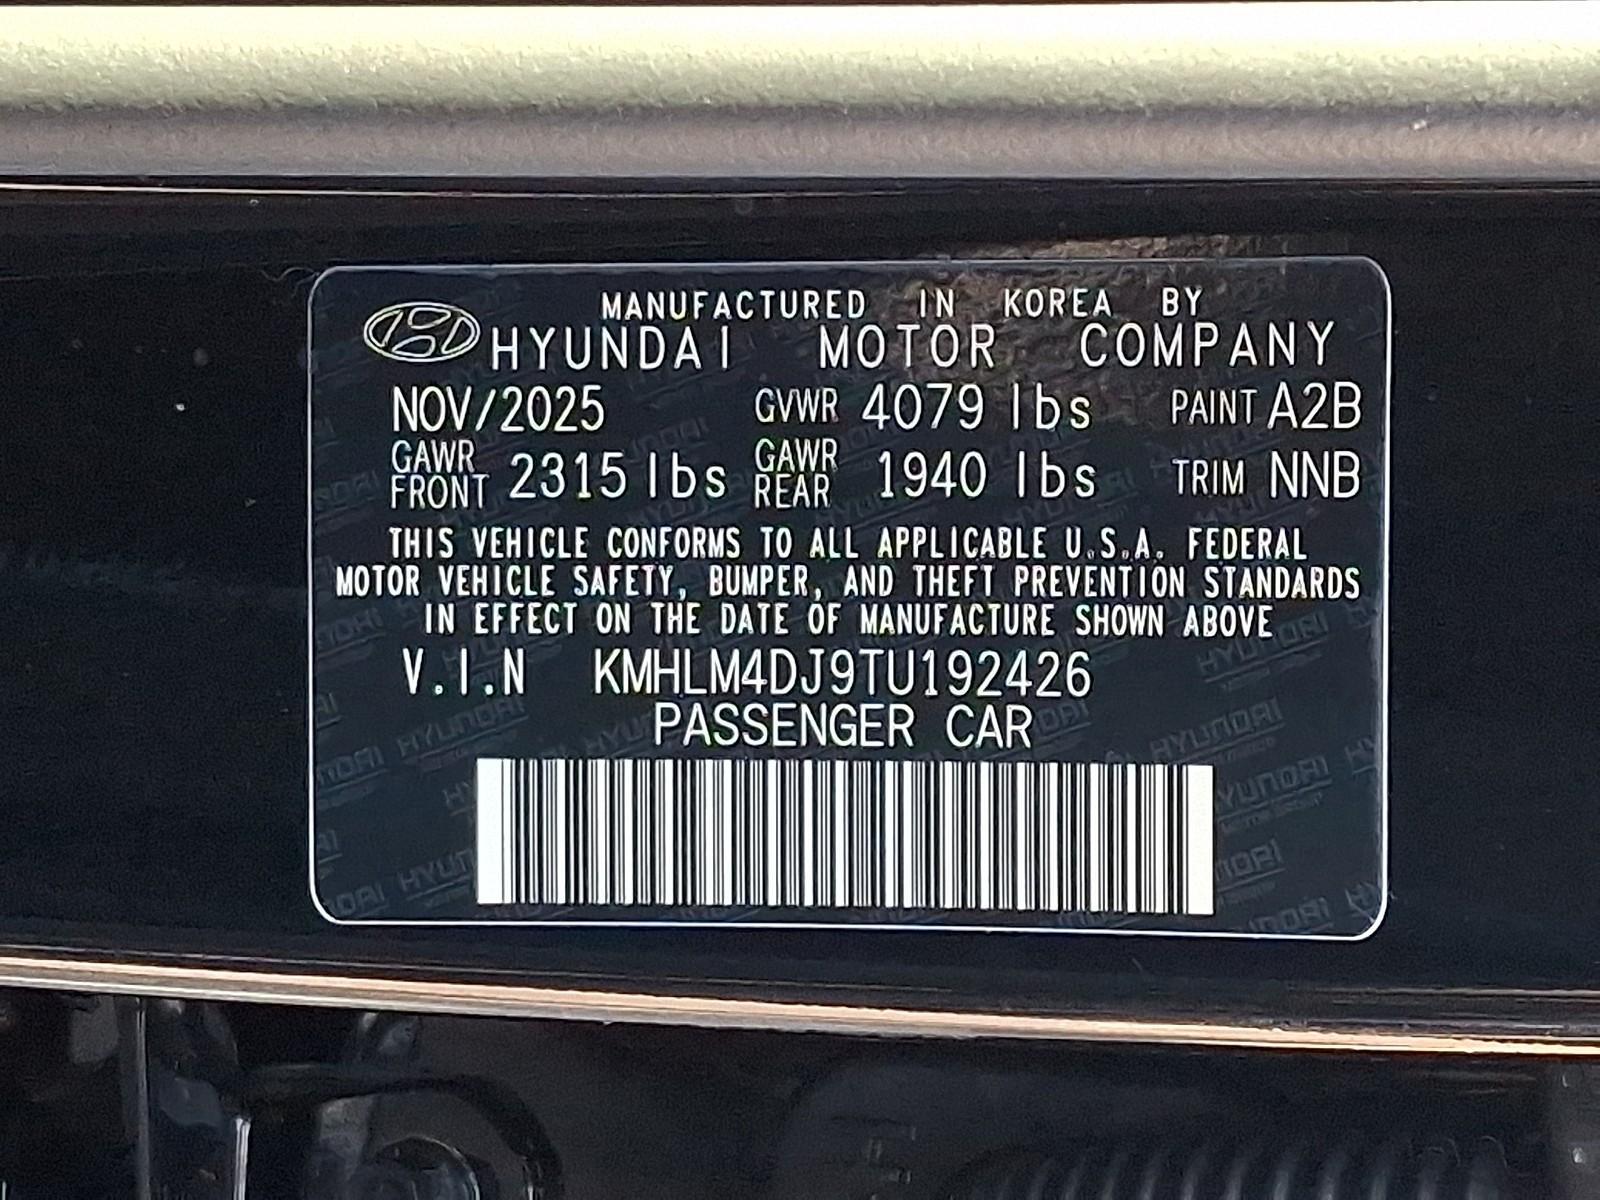 MANUFACTURED IN KOREA BY
HYUNDAI MOTOR COMPANY
NOV/2025 GVWR 4079 lbs PAINT A2B
GAWR FRONT 2315 lbs GAWR REAR 1940 lbs TRIM NNB
THIS VEHICLE CONFORMS TO ALL APPLICABLE U.S.A. FEDERAL
MOTOR VEHICLE SAFETY, BUMPER, AND THEFT PREVENTION STANDARDS
IN EFFECT ON THE DATE OF MANUFACTURE SHOWN ABOVE
V.I.N KMHLM4DJ9TU192426
PASSENGER CAR